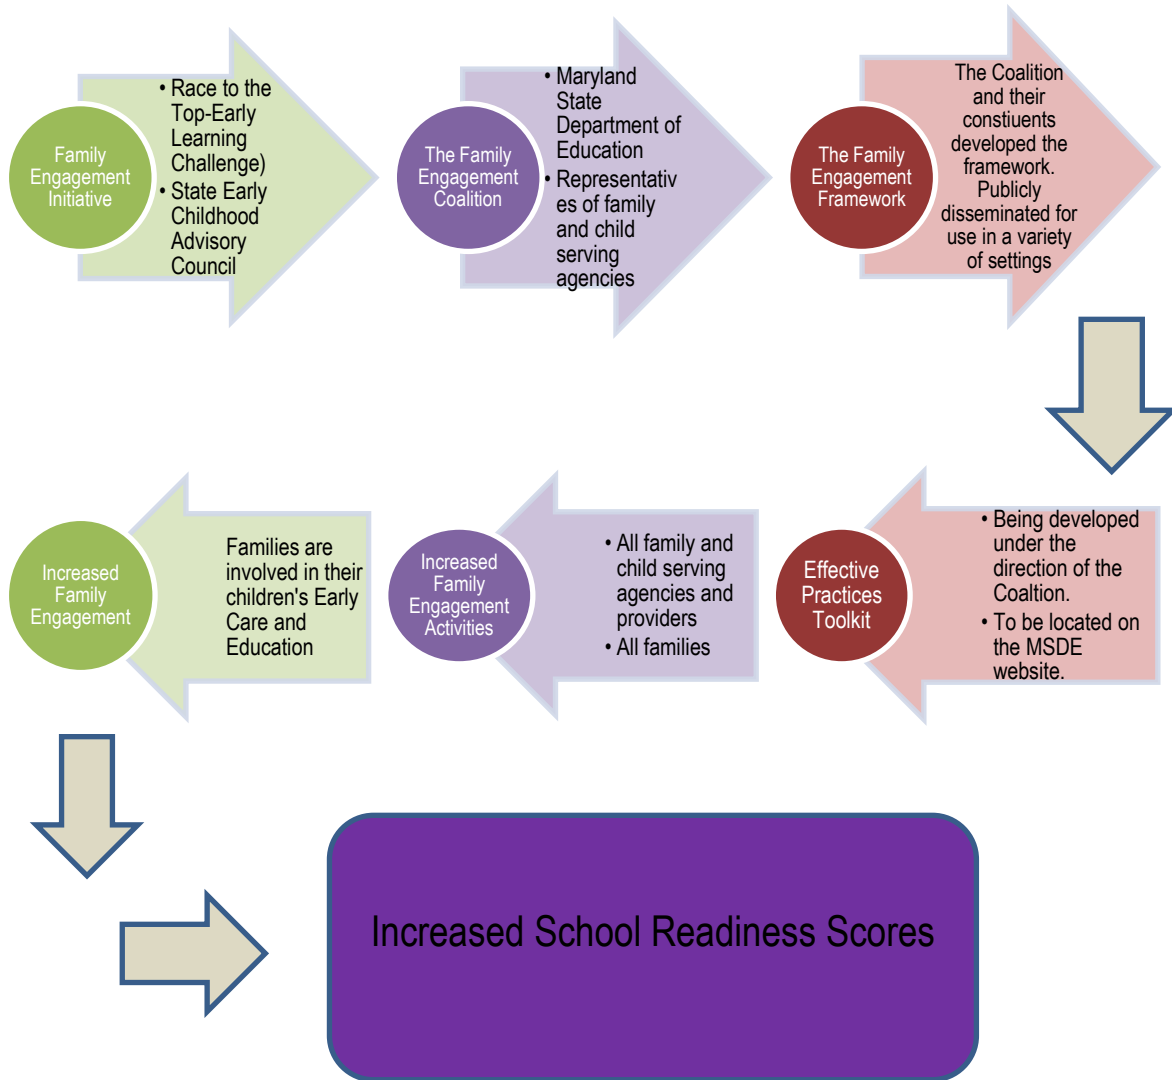 Family
Engagement
Initiative
• Race to the
Top-Early
Learning
Challenge)
• State Early
Childhood
Advisory
Council
The Family
Engagement
Coalition
• Maryland
State
Department of
Education
• Representativ
es of family
and child
serving
agencies
The Family
Engagement
Framework
The Coalition
and their
constiuents
developed the
framework.
Publicly
disseminated for
use in a variety
of settings
Effective
Practices
Toolkit
• Being developed
under the
direction of the
Coaltion.
• To be located on
the MSDE
website.
Increased
Family
Engagement
Activities
• All family and
child serving
agencies and
providers
• All families
Increased
Family
Engagement
Families are
involved in their
children's Early
Care and
Education
Increased School Readiness Scores